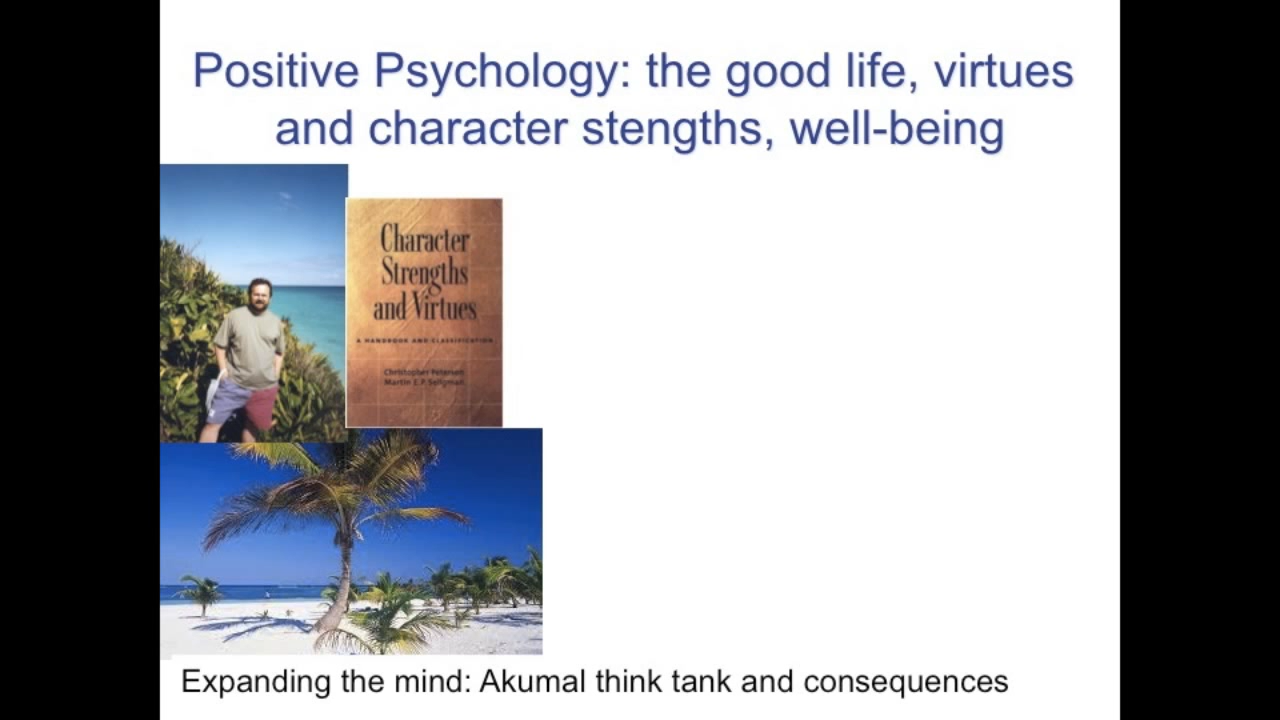 Positive Psychology: the good life, virtues
and character stengths, well-being
Character
Strengths
and Virtues
A HANDBOOK AND CLASSIFICATION
Christopher Peterson
Martin E. P. Seligman
Expanding the mind: Akumal think tank and consequences